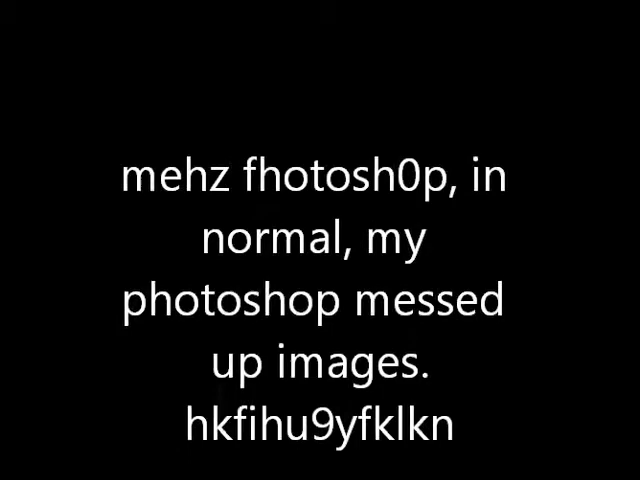 mehz fhotosh0p, in
normal, my
photoshop messed
up images.
hkfihu9yfklkn